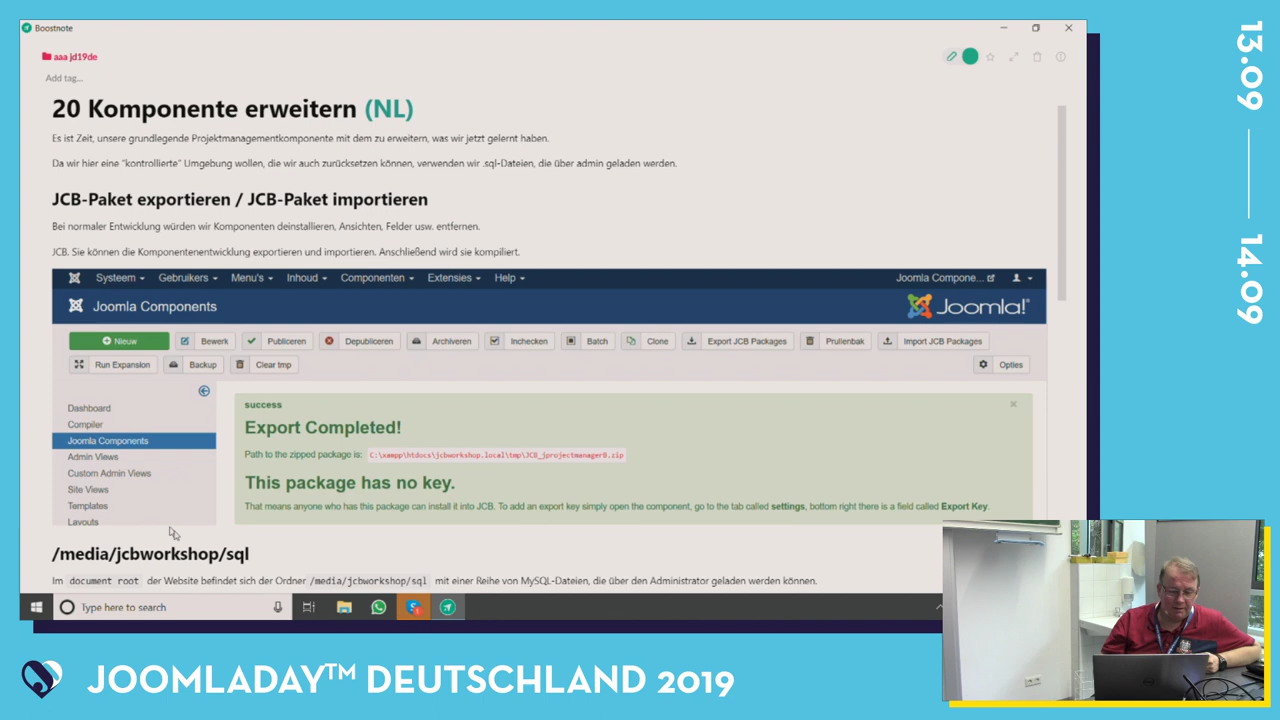 Boostnote
aaa jd19de
Add tag...
20 Komponente erweitern (NL)
Es ist Zeit, unsere grundlegende Projektmanagementkomponente mit dem zu erweitern, was wir jetzt gelernt haben.
Da wir hier eine "kontrollierte" Umgebung wollen, die wir auch zurücksetzen können, verwenden wir .sql-Dateien, die über admin geladen werden.
JCB-Paket exportieren / JCB-Paket importieren
Bei normaler Entwicklung würden wir Komponenten deinstallieren, Ansichten, Felder usw. entfernen.
JCB. Sie können die Komponentenentwicklung exportieren und importieren. Anschließend wird sie kompiliert.
Systeem Gebruikers Menu's Inhoud Componenten Extensies Help Joomla Compone...
Joomla Components Joomla!®
Nieuw Bewerk Publiceren Depubliceren Archiveren Inchecken Batch Clone Export JCB Packages Prullenbak Import JCB Packages
Run Expansion Backup Clear tmp Opties
Dashboard
Compiler
Joomla Components
Admin Views
Custom Admin Views
Site Views
Templates
Layouts
success
Export Completed!
Path to the zipped package is: C:\xampp\htdocs\jcbworkshop.local\tmp\JCB_jprojectmanager8.zip
This package has no key.
That means anyone who has this package can install it into JCB. To add an export key simply open the component, go to the tab called settings, bottom right there is a field called Export Key.
/media/jcbworkshop/sql
Im document root der Website befindet sich der Ordner /media/jcbworkshop/sql mit einer Reihe von MySQL-Dateien, die über den Administrator geladen werden können.
Type here to search
13.09
14.09
JOOMLADAY™ DEUTSCHLAND 2019